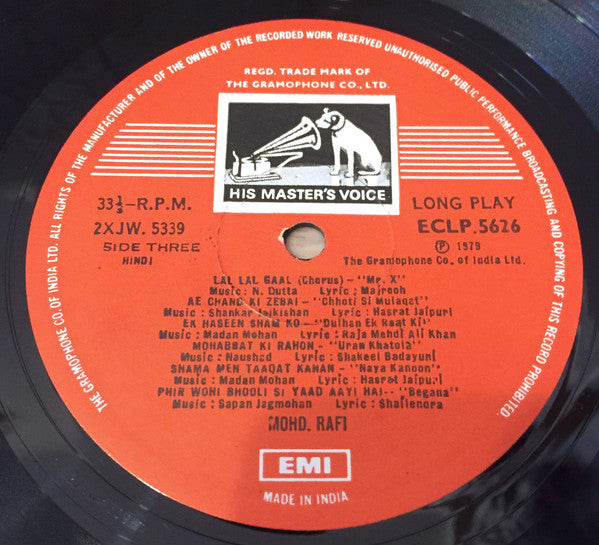 THE GRAMOPHONE CO. OF INDIA LTD. ALL RIGHTS OF THE MANUFACTURER AND OF THE OWNER OF THE RECORDED WORK RESERVED UNAUTHORISED PUBLIC PERFORMANCE BROADCASTING AND COPYING OF THIS RECORD PROHIBITED.
REGD. TRADE MARK OF
THE GRAMOPHONE CO., LTD.
HIS MASTER'S VOICE
33⅓-R.P.M.
LONG PLAY
2XJW. 5339
ECLP. 5626
SIDE THREE
℗ 1979
HINDI
The Gramophone Co. of India Ltd.
LAL LAL GAAL (Chorus) – "Mr. X"
Music : N. Dutta Lyric : Majrooh
AE CHAND KI ZEBAI – "Chhoti Si Mulaqat"
Music : Shankar Jaikishan Lyric : Hasrat Jaipuri
EK HASEEN SHAM KO – "Dulhan Ek Raat Ki"
Music : Madan Mohan Lyric : Raja Mehdi Ali Khan
MOHABBAT KI RAHON – "Uran Khatola"
Music : Naushad Lyric : Shakeel Badayuni
SHAMA MEN TAAQAT KAHAN – "Naya Kanoon"
Music : Madan Mohan Lyric : Hasrat Jaipuri
PHIR WOHI BHOOLI SI YAAD AAYI HAI – "Begana"
Music : Sapan Jagmohan Lyric : Shailendra
MOHD. RAFI
EMI
MADE IN INDIA